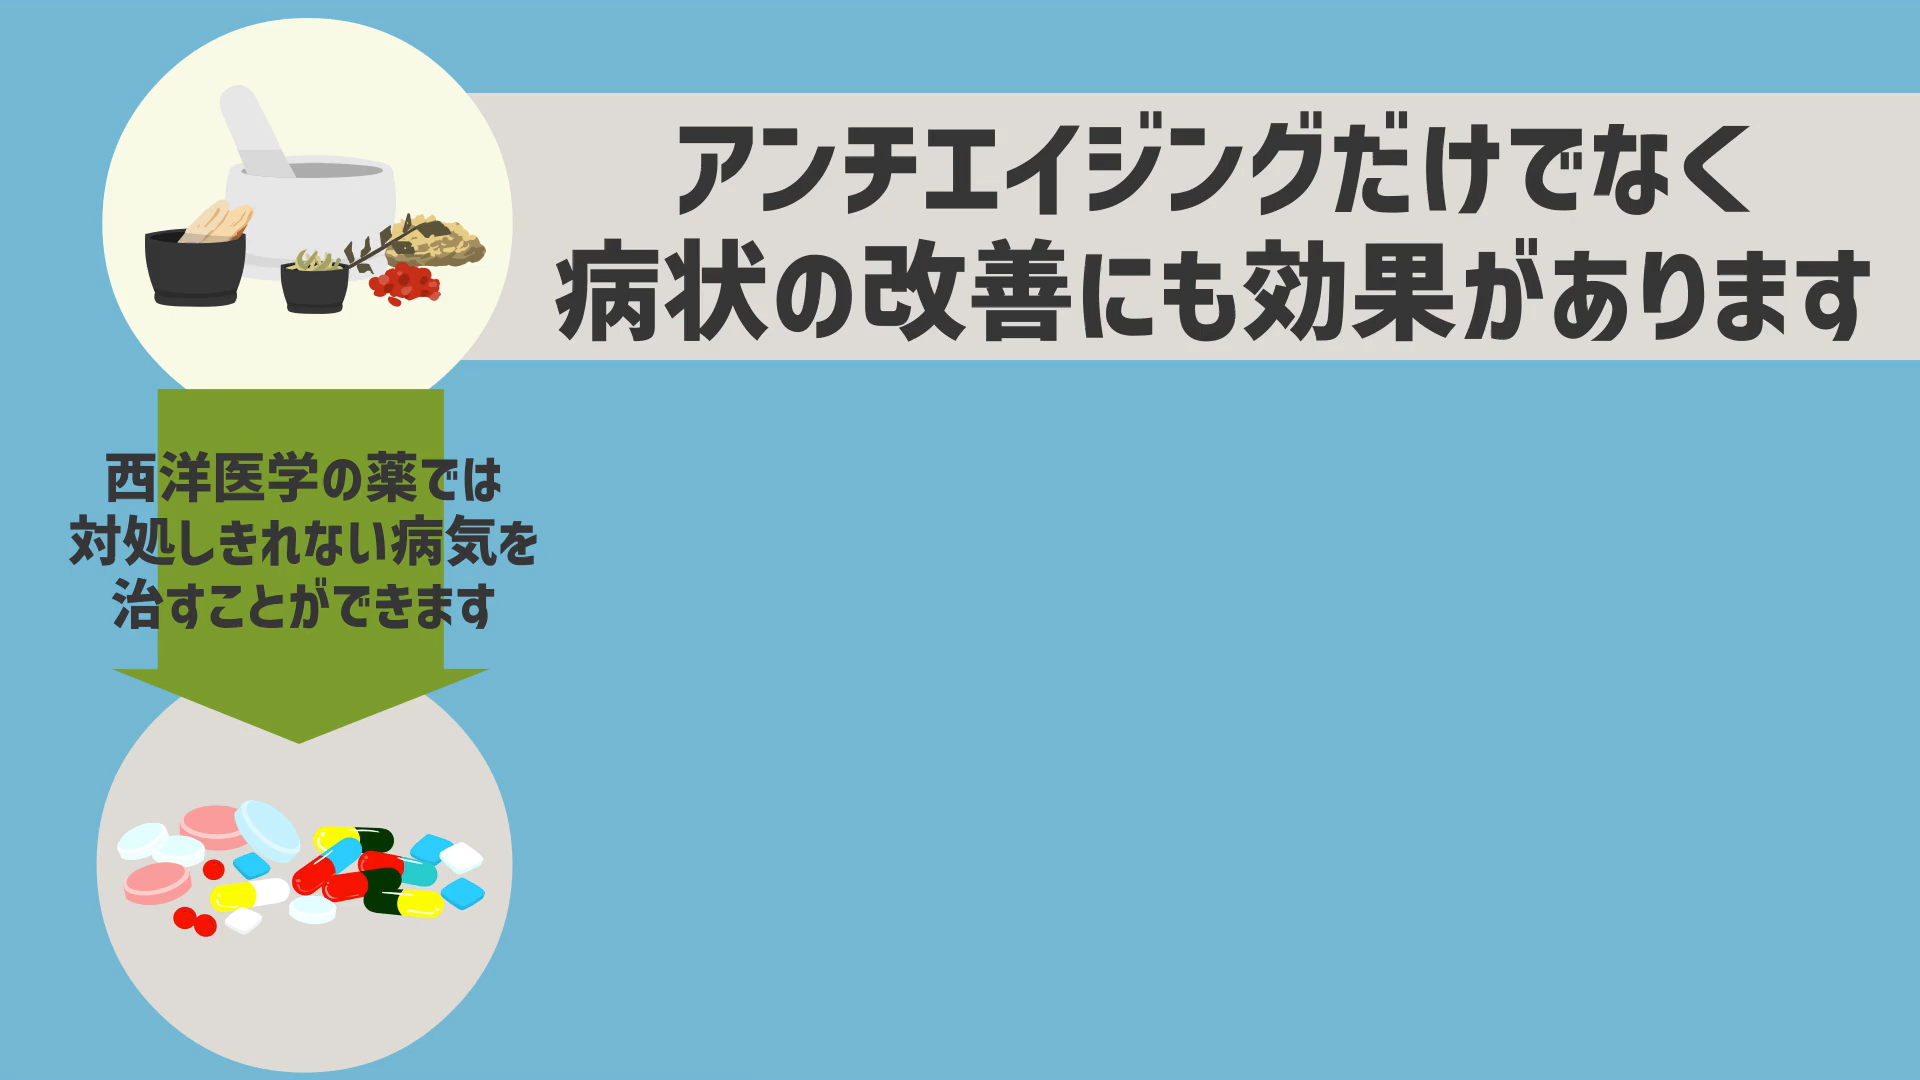 アンチエイジングだけでなく
病状の改善にも効果があります
西洋医学の薬では
対処しきれない病気を
治すことができます